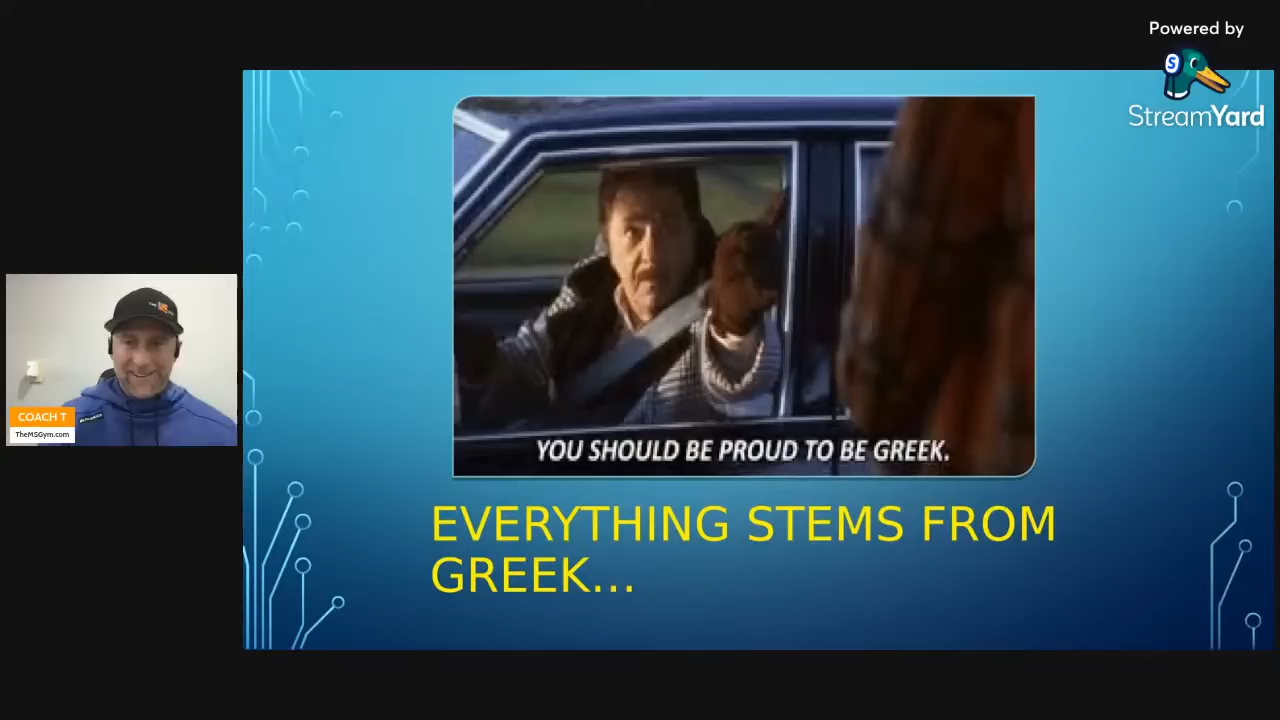 Powered by
StreamYard
YOU SHOULD BE PROUD TO BE GREEK.
EVERYTHING STEMS FROM
GREEK...
COACH T
TheMSGym.com